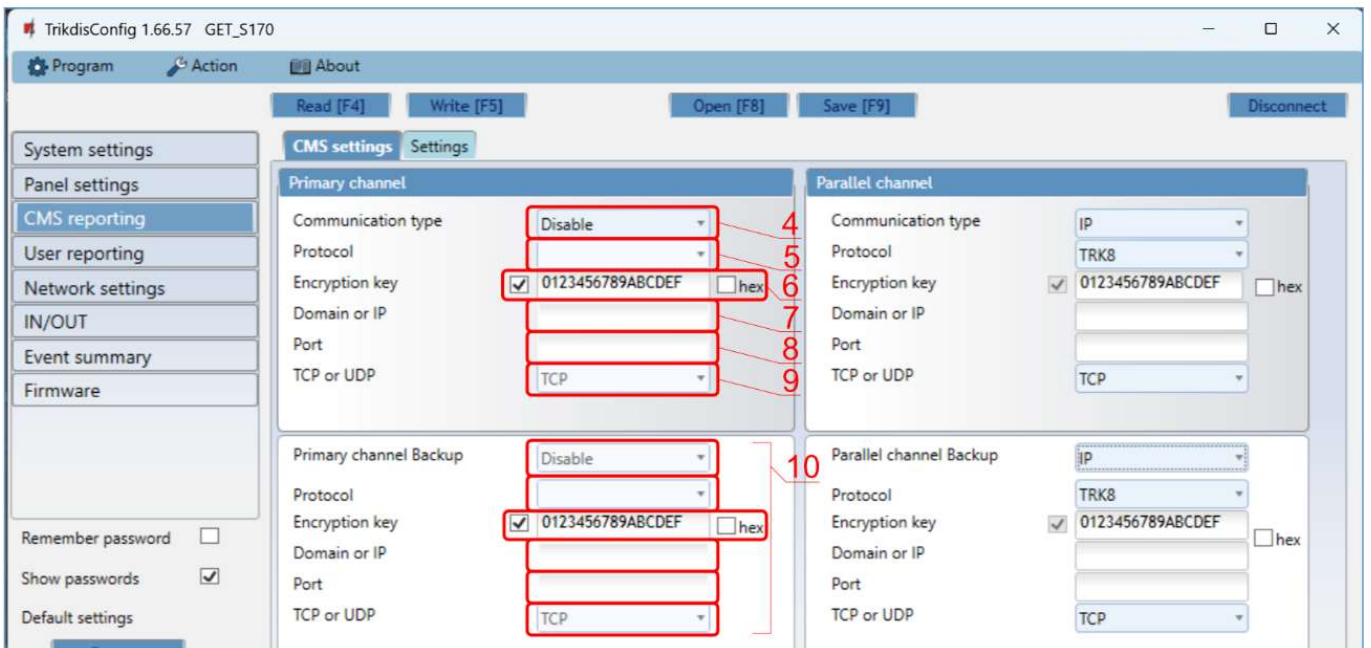 TrikdisConfig 1.66.57 GET_S170
Program Action About
Read [F4] Write [F5] Open [F8] Save [F9] Disconnect
System settings
Panel settings
CMS reporting
User reporting
Network settings
IN/OUT
Event summary
Firmware
Remember password
Show passwords
Default settings
CMS settings Settings
Primary channel
Communication type Disable 4
Protocol 5
Encryption key 0123456789ABCDEF hex 6
Domain or IP 7
Port 8
TCP or UDP TCP 9
Primary channel Backup Disable 10
Protocol
Encryption key 0123456789ABCDEF hex
Domain or IP
Port
TCP or UDP TCP
Parallel channel
Communication type IP
Protocol TRK8
Encryption key 0123456789ABCDEF hex
Domain or IP
Port
TCP or UDP TCP
Parallel channel Backup IP
Protocol TRK8
Encryption key 0123456789ABCDEF hex
Domain or IP
Port
TCP or UDP TCP